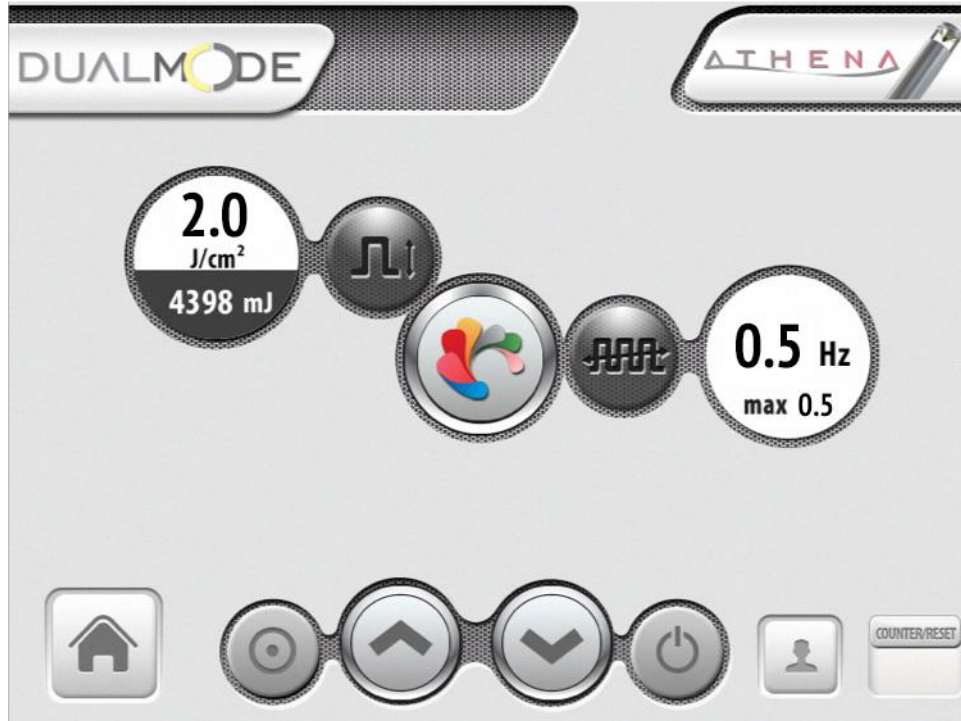 DUALMODE
ATHENA
2.0
J/cm²
4398 mJ
0.5 Hz
max 0.5
COUNTER/RESET